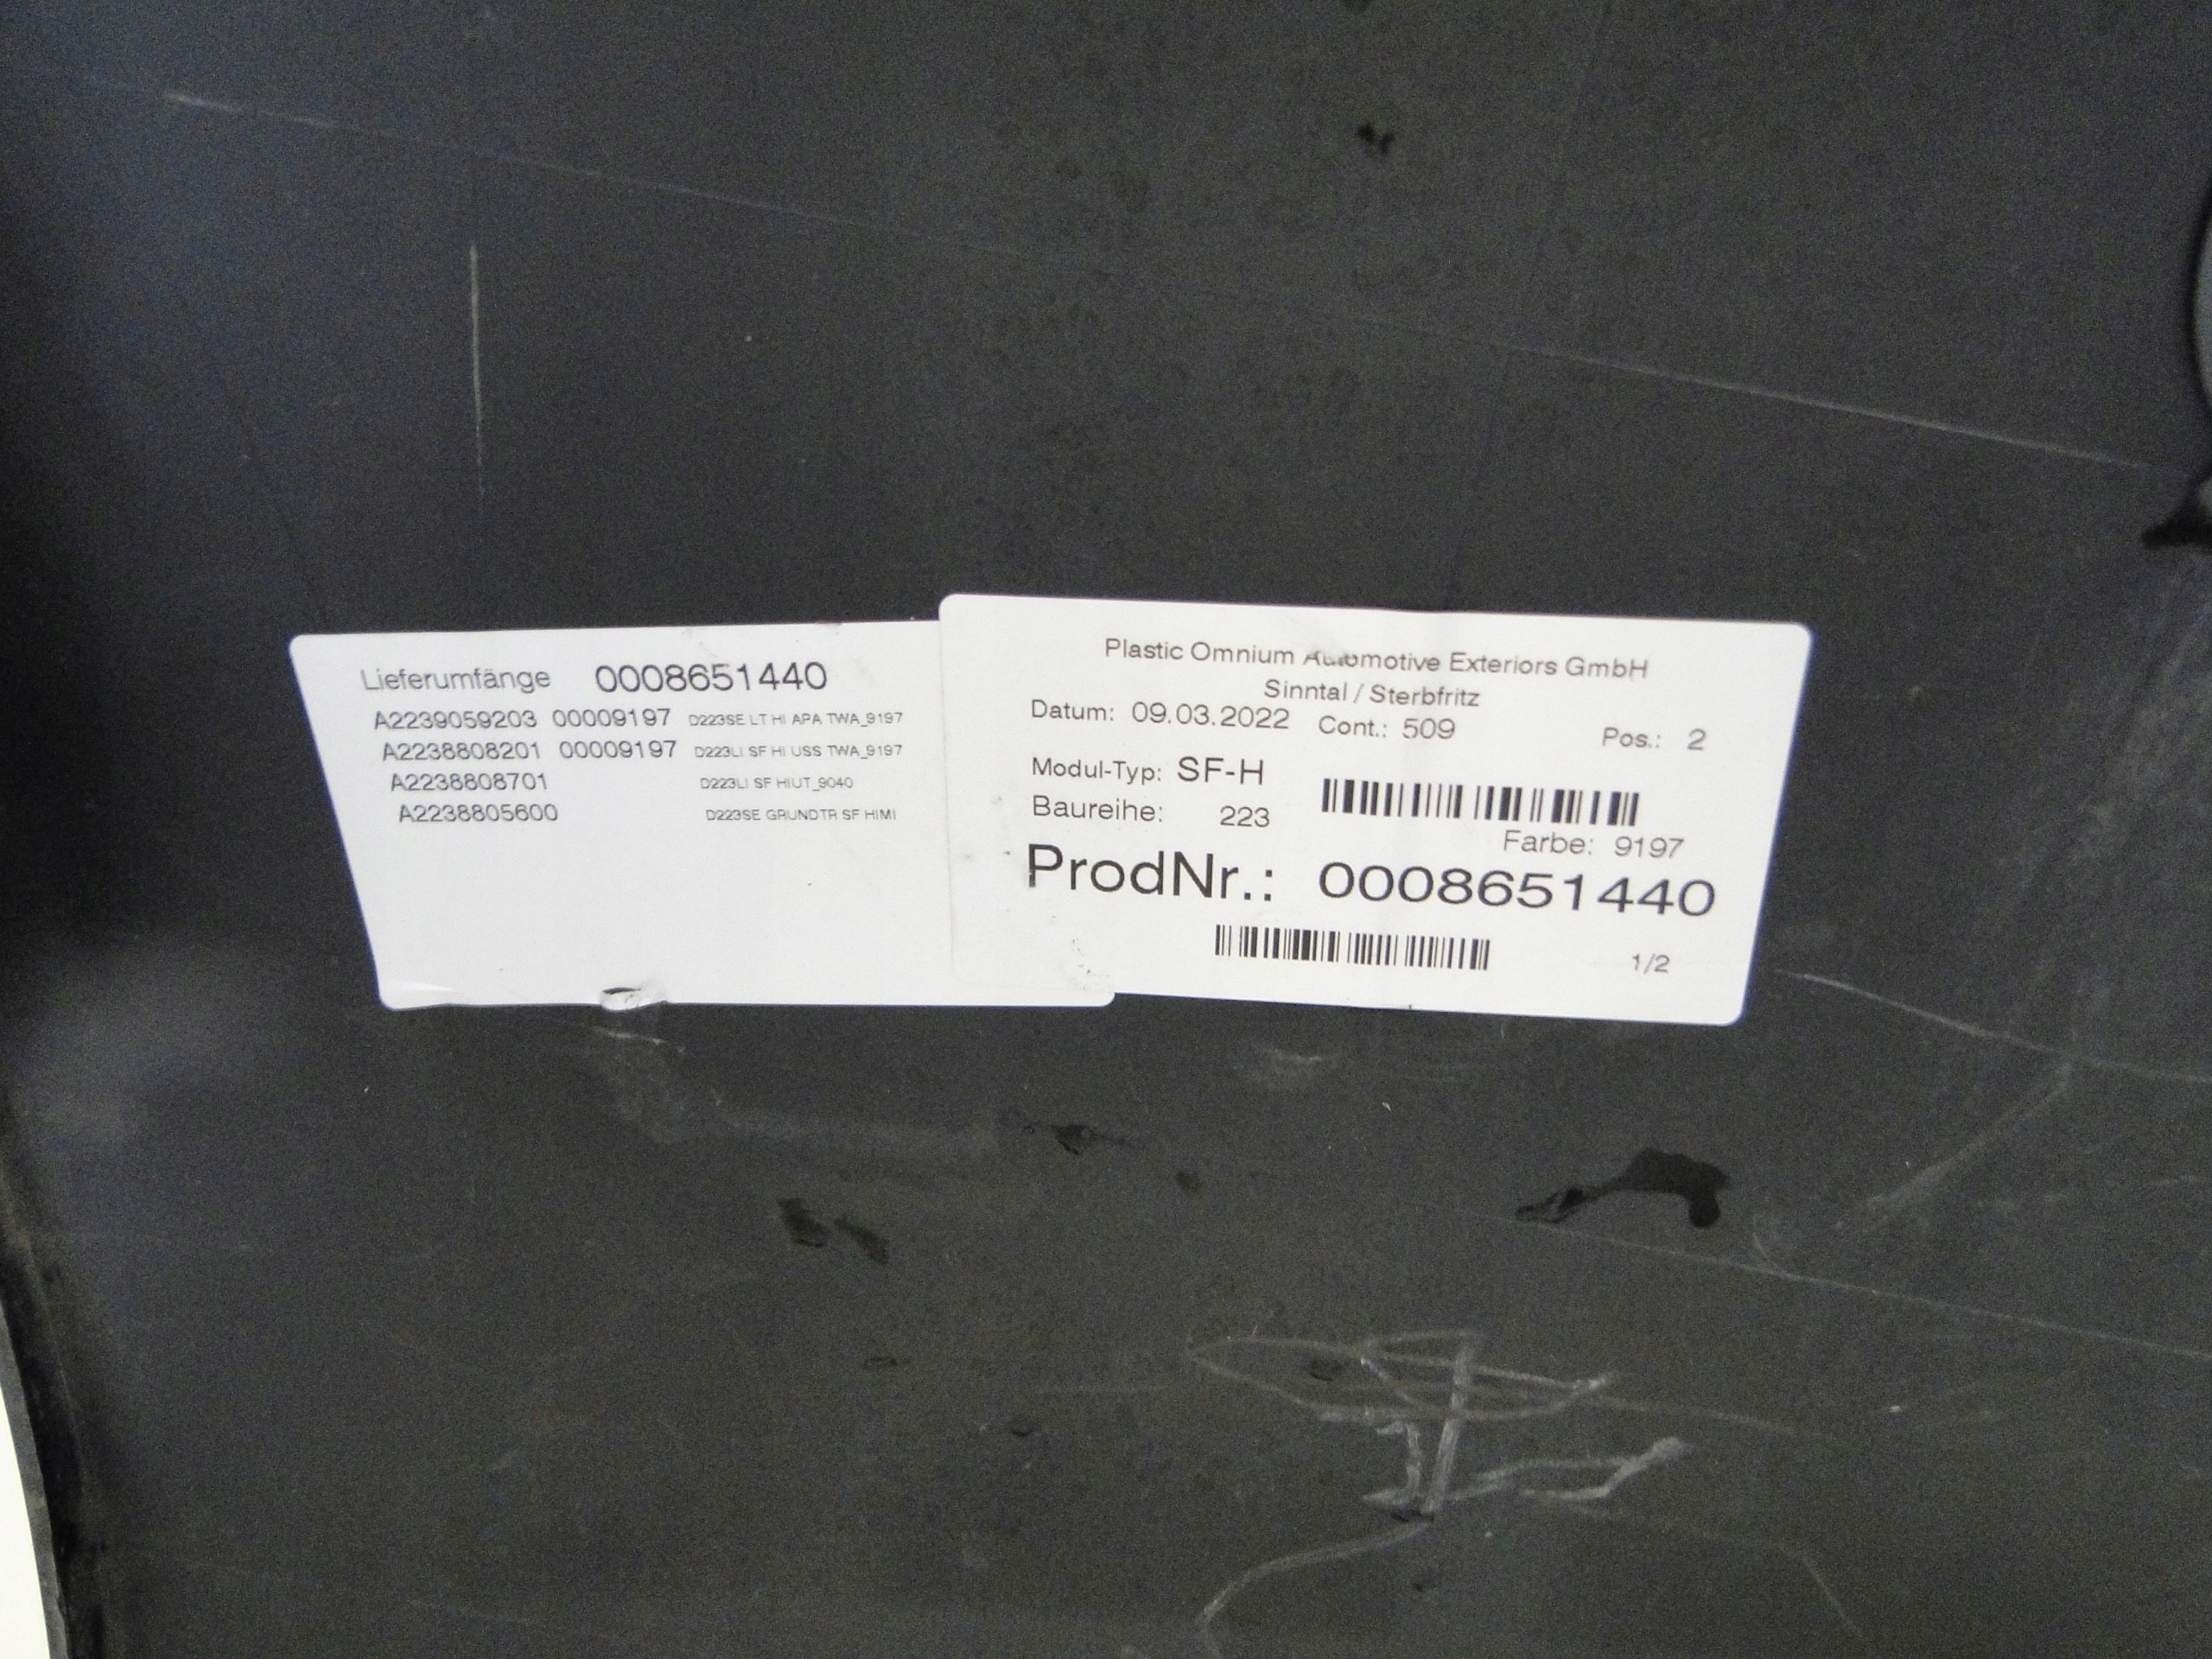 Lieferumfänge 0008651440
A2239059203 00009197 D223SE LT HI APA TWA_9197
A2238808201 00009197 D223LI SF HI USS TWA_9197
A2238808701 D223LI SF HIUT_9040
A2238805600 D223SE GRUNDTR SF HIMI
Plastic Omnium Automotive Exteriors GmbH
Sinntal / Sterbfritz
Datum: 09.03.2022 Cont.: 509 Pos.: 2
Modul-Typ: SF-H
Baureihe: 223
Farbe: 9197
ProdNr.: 0008651440
1/2